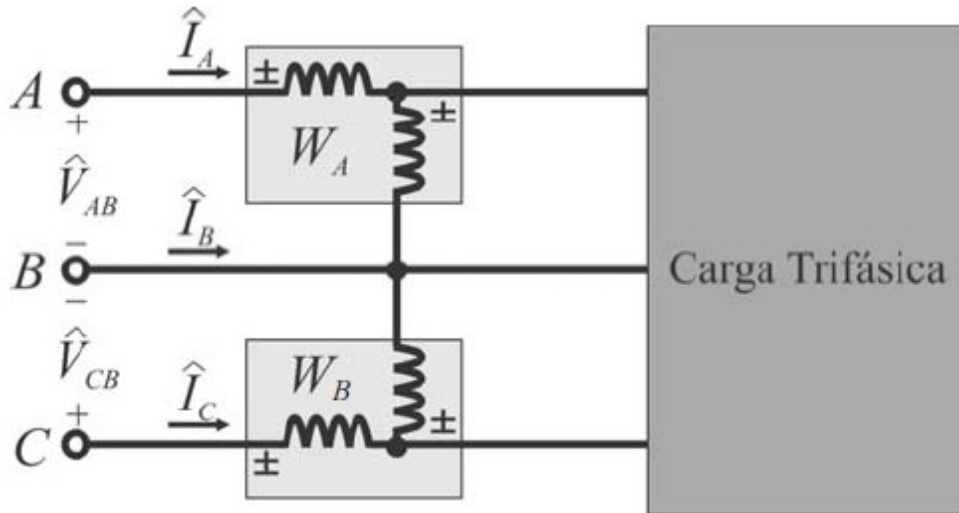 Î_A
±
A
+
±
W_A
V̂_AB
Î_B
−
B
Carga Trifásica
−
V̂_CB
W_B
Î_C
+
±
C
±